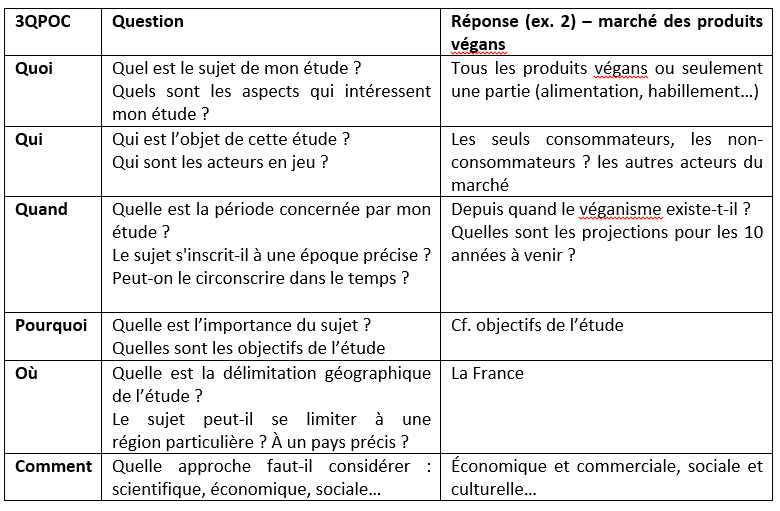 3QPOC Question Réponse (ex. 2) – marché des produits
végans
Quoi Quel est le sujet de mon étude ? Tous les produits végans ou seulement
Quels sont les aspects qui intéressent une partie (alimentation, habillement…)
mon étude ?
Qui Qui est l’objet de cette étude ? Les seuls consommateurs, les non-
Qui sont les acteurs en jeu ? consommateurs ? les autres acteurs du
marché
Quand Quelle est la période concernée par mon Depuis quand le véganisme existe-t-il ?
étude ? Quelles sont les projections pour les 10
Le sujet s'inscrit-il à une époque précise ? années à venir ?
Peut-on le circonscrire dans le temps ?
Pourquoi Quelle est l’importance du sujet ? Cf. objectifs de l’étude
Quelles sont les objectifs de l’étude
Où Quelle est la délimitation géographique La France
de l’étude ?
Le sujet peut-il se limiter à une
région particulière ? À un pays précis ?
Comment Quelle approche faut-il considérer : Économique et commerciale, sociale et
scientifique, économique, sociale… culturelle…